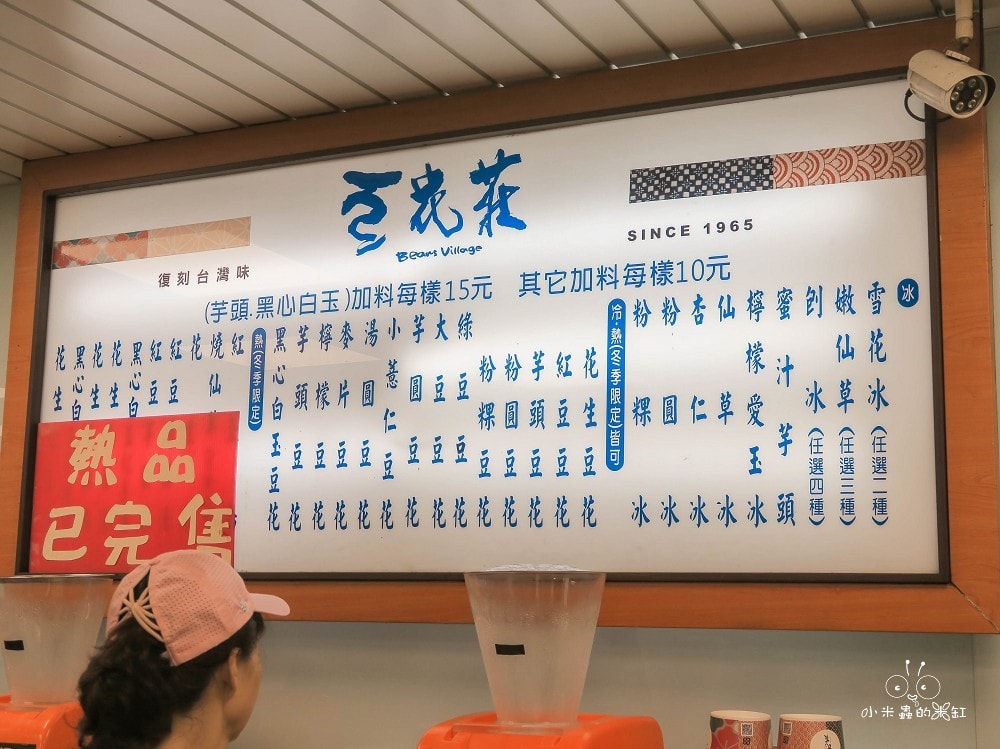 豆花莊
Beans Village
SINCE 1965
復刻台灣味
(芋頭.黑心白玉)加料每樣15元 其它加料每樣10元
冰
雪花冰(任選二種)
嫩仙草冰(任選三種)
刨冰(任選四種)
蜜汁芋頭
檸檬愛玉冰
仙草冰
杏仁冰
粉圓冰
粉粿冰
冷.熱(冬季限定)皆可
花生豆花
紅豆豆花
芋頭豆花
粉圓豆花
粉粿豆花
綠豆豆花
大豆豆花
芋圓豆花
小薏仁豆花
湯圓豆花
麥片豆花
檸檬豆花
芋頭豆花
黑心白玉豆花
熱(冬季限定)
紅
燒仙
花
紅豆
紅豆
黑心白
花生
花生
黑心白
花生
熱品
已完售
小米蟲的米缸